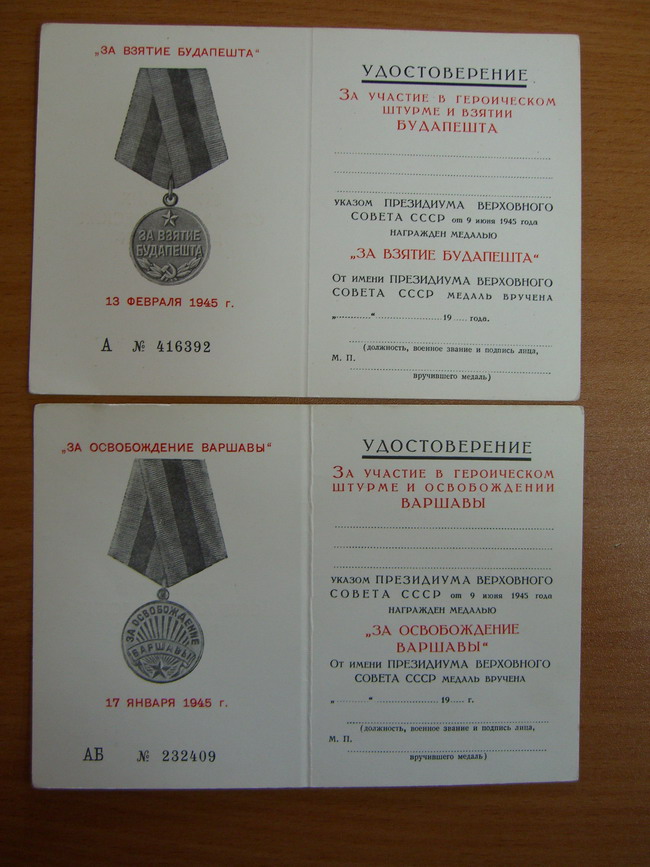 „ЗА ВЗЯТИЕ БУДАПЕШТА“
ЗА ВЗЯТИЕ
БУДАПЕШТА
13 ФЕВРАЛЯ 1945 г.
А № 416392
УДОСТОВЕРЕНИЕ
ЗА УЧАСТИЕ В ГЕРОИЧЕСКОМ
ШТУРМЕ И ВЗЯТИИ
БУДАПЕШТА
УКАЗОМ ПРЕЗИДИУМА ВЕРХОВНОГО
СОВЕТА СССР от 9 июня 1945 года
НАГРАЖДЕН МЕДАЛЬЮ
„ЗА ВЗЯТИЕ БУДАПЕШТА“
ОТ ИМЕНИ ПРЕЗИДИУМА ВЕРХОВНОГО
СОВЕТА СССР МЕДАЛЬ ВРУЧЕНА
„...........“ ...................... 19 ..... года.
(должность, военное звание и подпись лица,
М. П.
вручившего медаль)
„ЗА ОСВОБОЖДЕНИЕ ВАРШАВЫ“
ЗА ОСВОБОЖДЕНИЕ
ВАРШАВЫ
17 ЯНВАРЯ 1945 г.
АБ № 232409
УДОСТОВЕРЕНИЕ
ЗА УЧАСТИЕ В ГЕРОИЧЕСКОМ
ШТУРМЕ И ОСВОБОЖДЕНИИ
ВАРШАВЫ
УКАЗОМ ПРЕЗИДИУМА ВЕРХОВНОГО
СОВЕТА СССР от 9 июня 1945 года
НАГРАЖДЕН МЕДАЛЬЮ
„ЗА ОСВОБОЖДЕНИЕ
ВАРШАВЫ“
ОТ ИМЕНИ ПРЕЗИДИУМА ВЕРХОВНОГО
СОВЕТА СССР МЕДАЛЬ ВРУЧЕНА
„...........“ ...................... 19 ..... г.
(должность, военное звание и подпись лица,
М. П.
вручившего медаль)